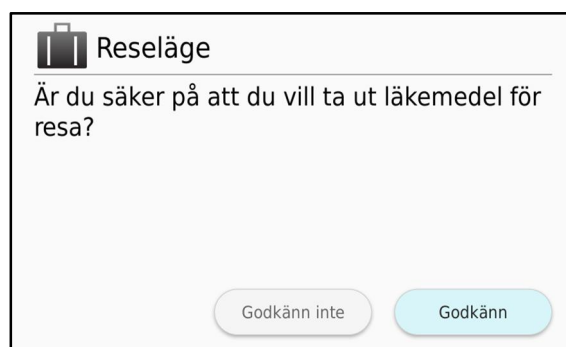 Reseläge
Är du säker på att du vill ta ut läkemedel för
resa?
Godkänn inte
Godkänn